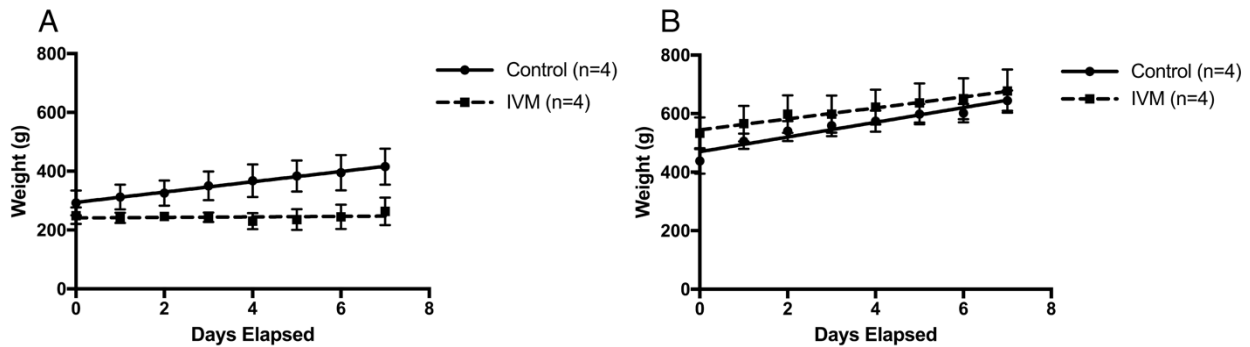 A
800
600
400
200
0
0 2 4 6 8
Weight (g)
Days Elapsed
Control (n=4)
IVM (n=4)
B
800
600
400
200
0
0 2 4 6 8
Weight (g)
Days Elapsed
Control (n=4)
IVM (n=4)